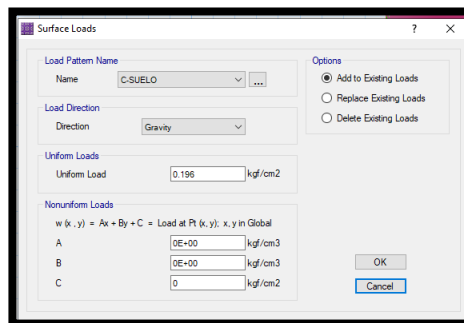 Surface Loads
Load Pattern Name
Name C-SUELO ...
Load Direction
Direction Gravity
Uniform Loads
Uniform Load 0.196 kgf/cm2
Nonuniform Loads
w (x , y) = Ax + By + C = Load at Pt (x, y); x, y in Global
A 0E+00 kgf/cm3
B 0E+00 kgf/cm3
C 0 kgf/cm2
Options
Add to Existing Loads
Replace Existing Loads
Delete Existing Loads
OK
Cancel